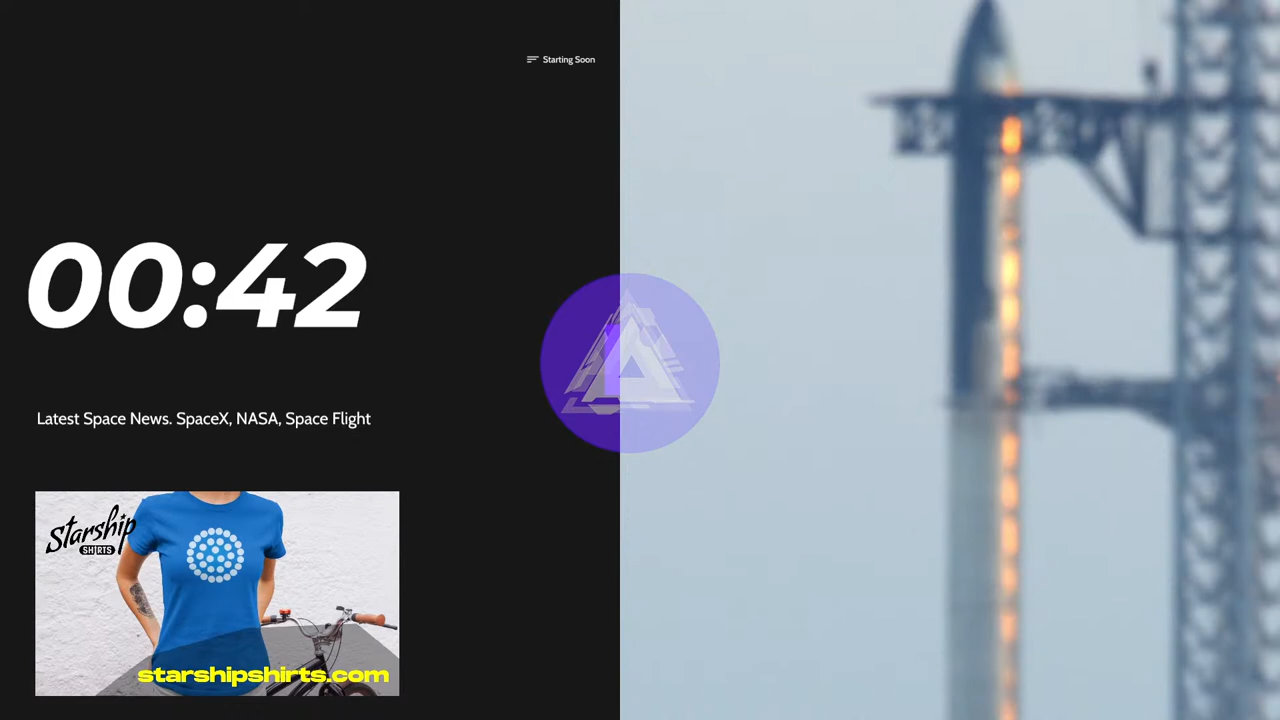 Starting Soon
00:42
Latest Space News. SpaceX, NASA, Space Flight
Starship
SHIRTS
starshipshirts.com